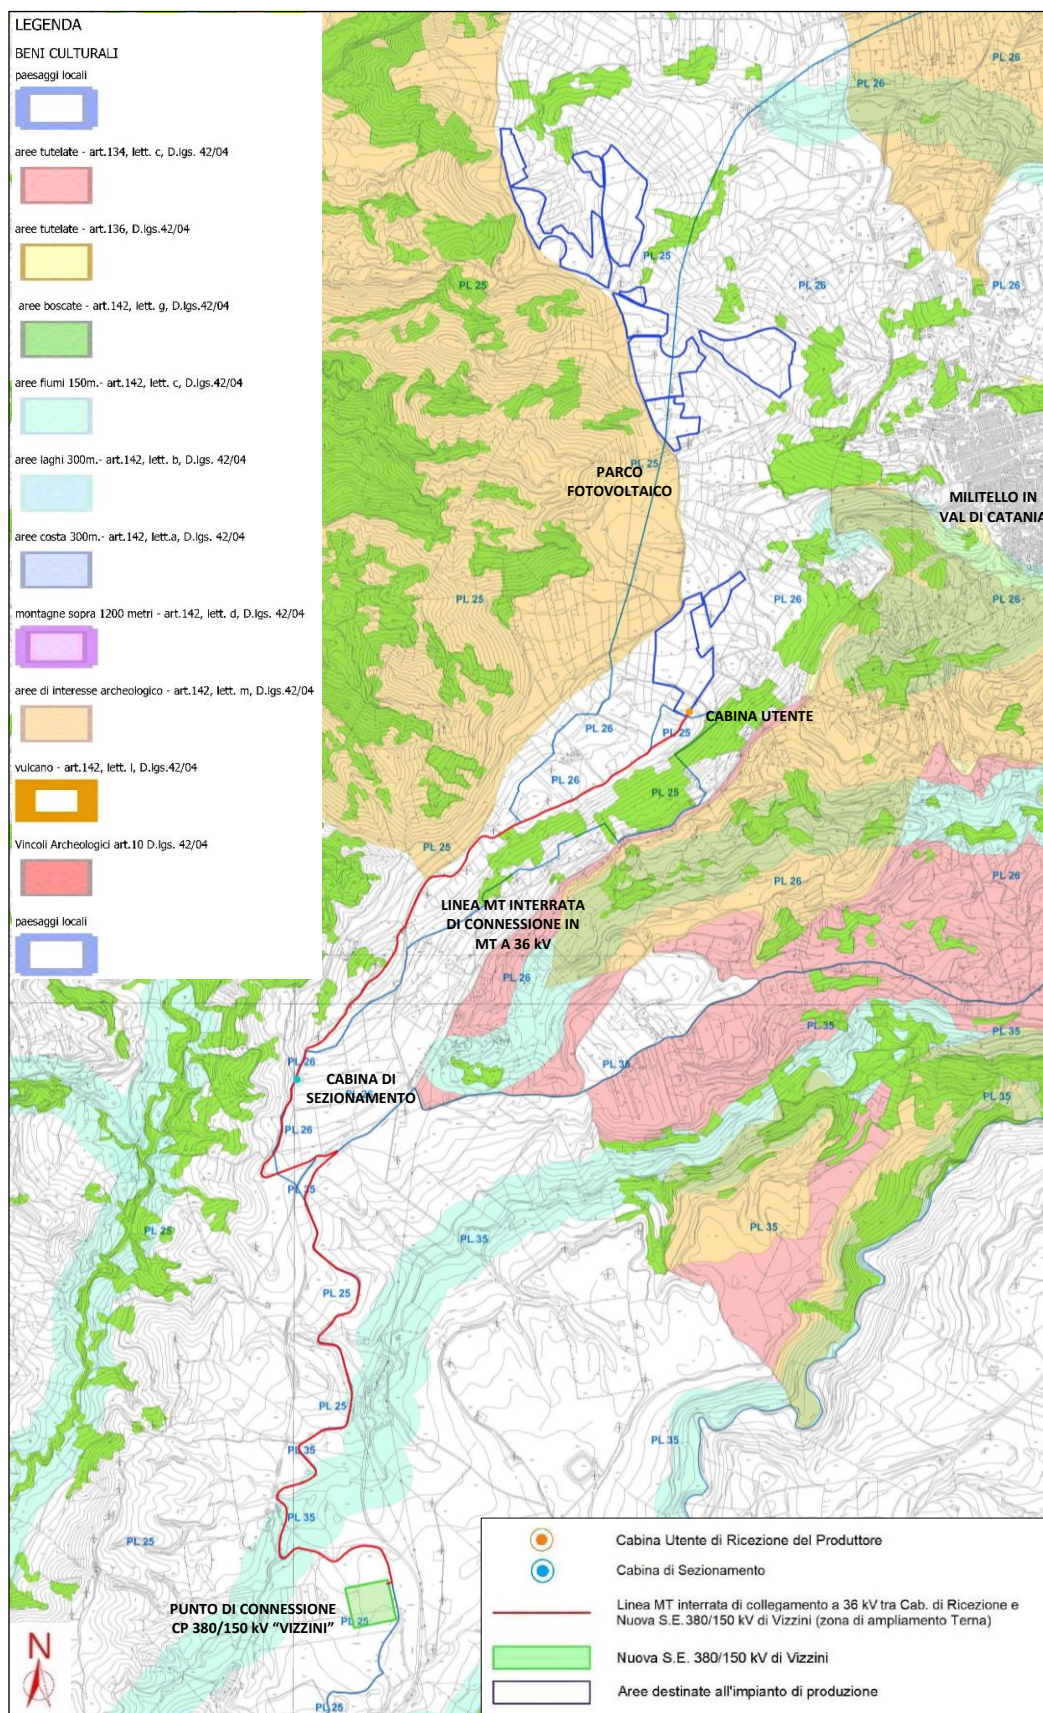 LEGENDA
BENI CULTURALI
paesaggi locali
aree tutelate - art.134, lett. c, D.lgs. 42/04
aree tutelate - art.136, D.lgs.42/04
aree boscate - art.142, lett. g, D.lgs. 42/04
aree fiumi 150m.- art.142, lett. c, D.lgs.42/04
aree laghi 300m.- art.142, lett. b, D.lgs. 42/04
aree costa 300m.- art.142, lett.a, D.lgs. 42/04
montagne sopra 1200 metri - art.142, lett. d, D.lgs. 42/04
aree di interesse archeologico - art.142, lett. m, D.lgs.42/04
vulcano - art.142, lett. l, D.lgs.42/04
Vincoli Archeologici art.10 D.lgs. 42/04
paesaggi locali
PL 26
PL 26
PL 25
PL 25
PL 26
PL 26
PL 25
PARCO
FOTOVOLTAICO
MILITELLO IN
VAL DI CATANIA
PL 25
PL 26
PL 26
CABINA UTENTE
PL 26
PL 25
PL 26
PL 25
PL 25
PL 26
PL 26
LINEA MT INTERRATA
DI CONNESSIONE IN
MT A 36 kV
PL 26
PL 35
PL 35
PL 35
PL 26
CABINA DI
SEZIONAMENTO
PL 26
PL 35
PL 26
PL 35
PL 25
PL 35
PL 35
PL 25
PL 25
PL 35
PL 35
PL 35
PL 25
PUNTO DI CONNESSIONE
CP 380/150 kV “VIZZINI”
PL 25
PL 25
N
Cabina Utente di Ricezione del Produttore
Cabina di Sezionamento
Linea MT interrata di collegamento a 36 kV tra Cab. di Ricezione e
Nuova S.E.380/150 kV di Vizzini (zona di ampliamento Terna)
Nuova S.E. 380/150 kV di Vizzini
Aree destinate all'impianto di produzione